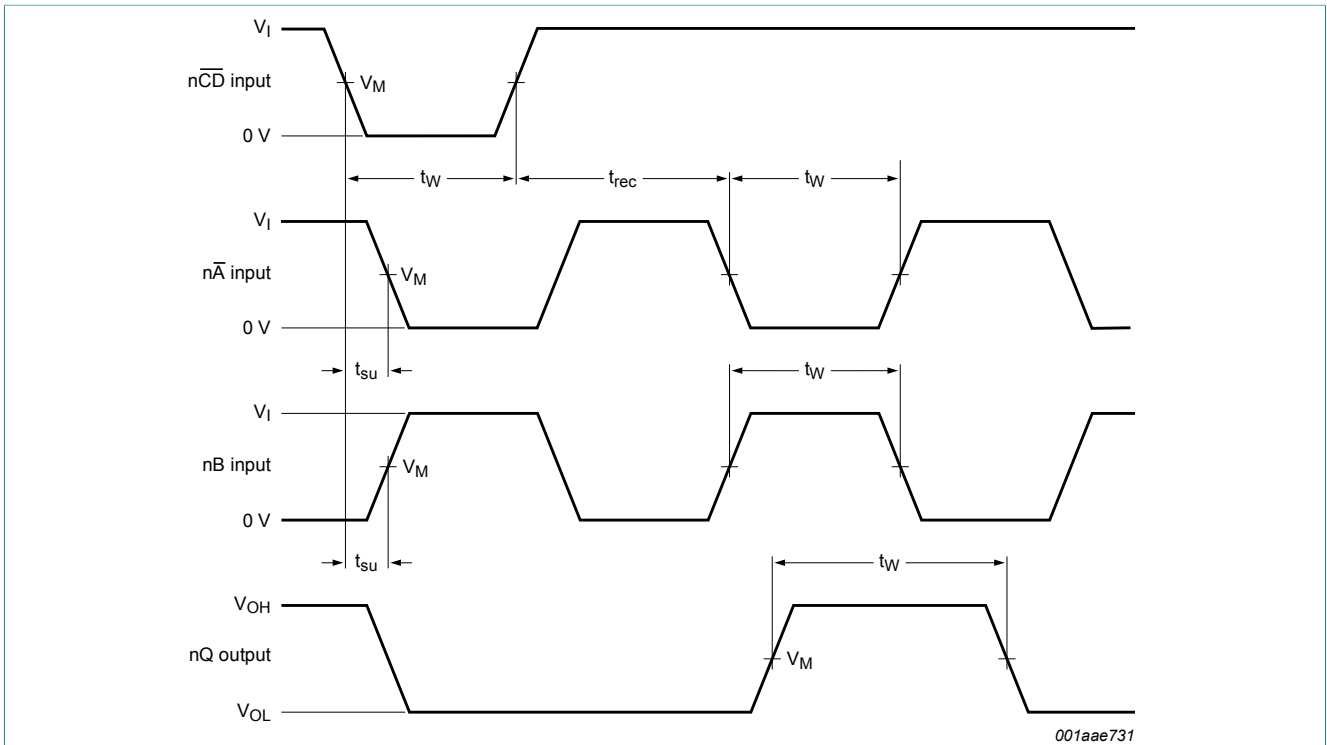 V_I
nC̅D̅ input
V_M
0 V
t_W t_rec t_W
V_I
nA̅ input
V_M
0 V
t_su t_W
V_I
nB input
V_M
0 V
t_su t_W
V_OH
nQ output
V_M
V_OL
001aae731